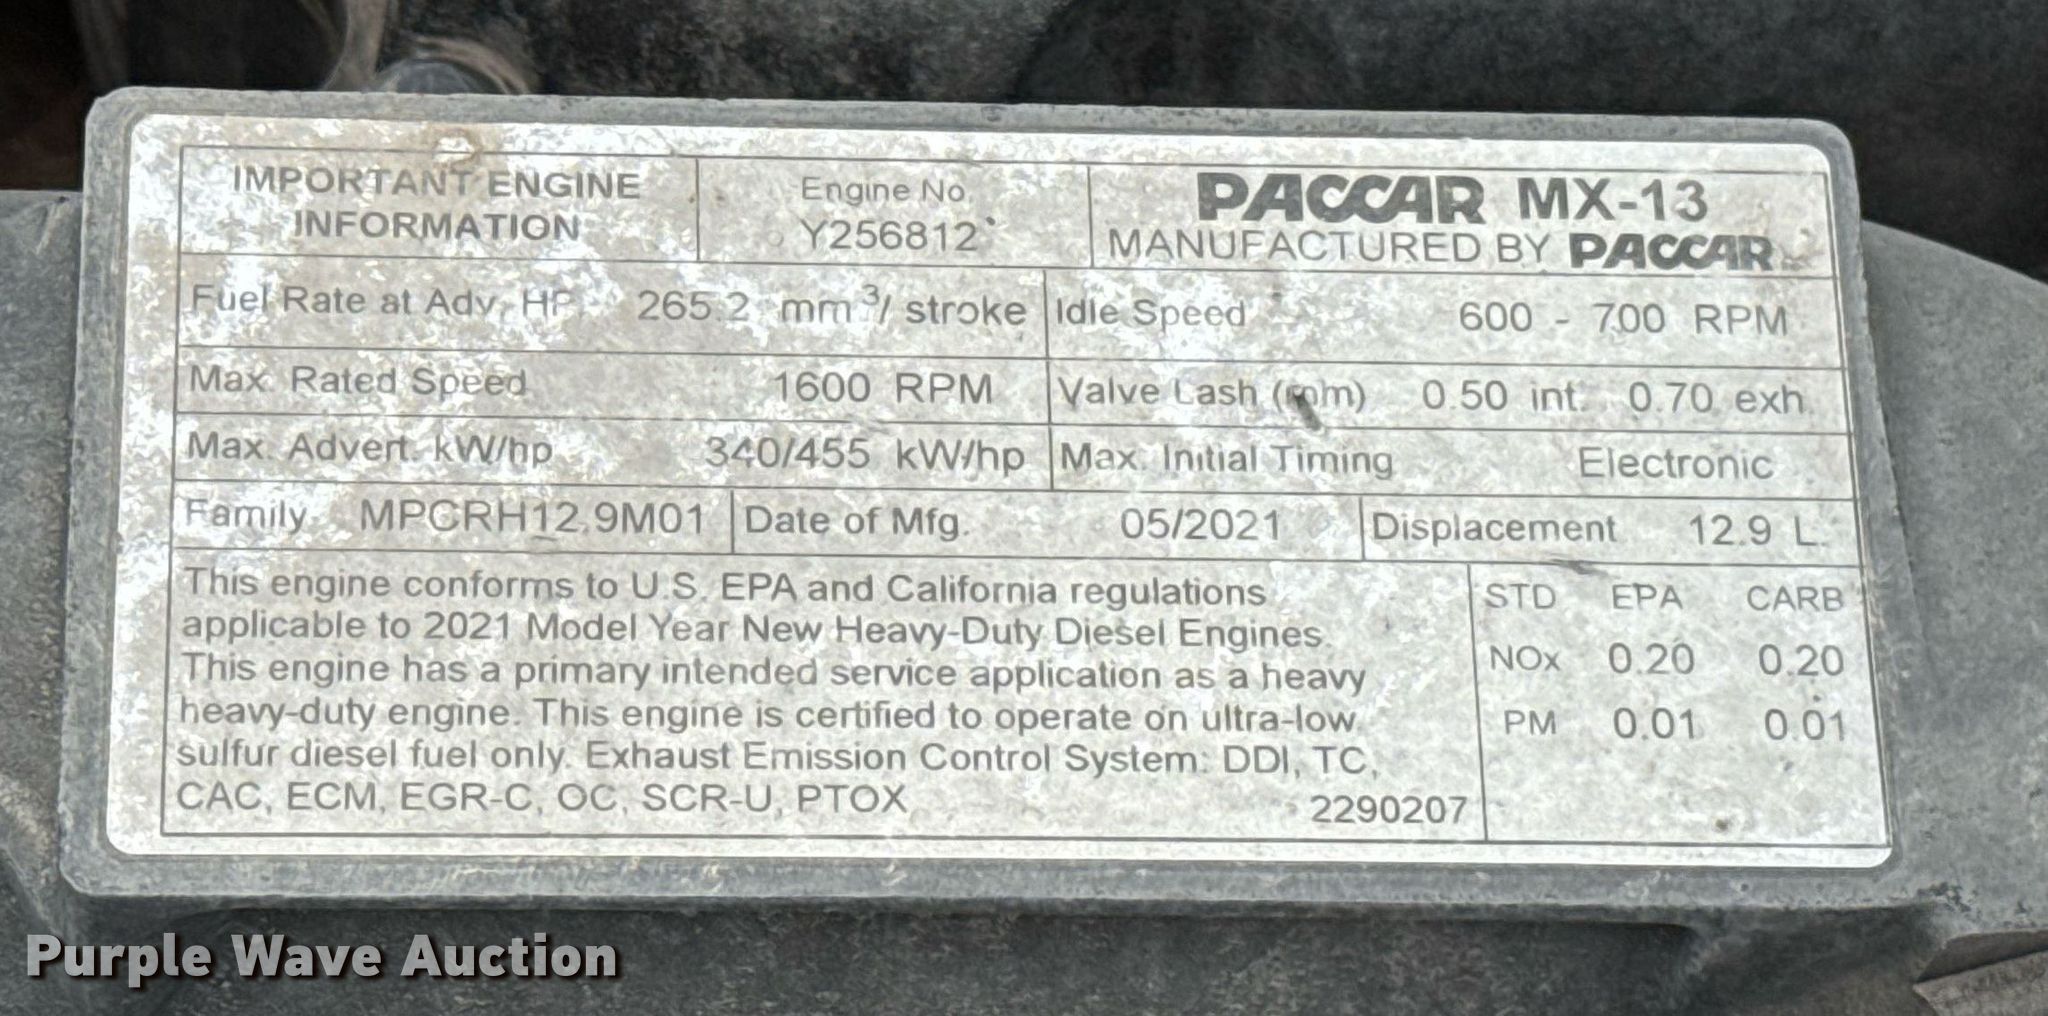 IMPORTANT ENGINE
INFORMATION
Engine No.
Y256812
PACCAR MX-13
MANUFACTURED BY PACCAR
Fuel Rate at Adv. HP 265.2 mm³/ stroke
Idle Speed 600 - 700 RPM
Max. Rated Speed 1600 RPM
Valve Lash (mm) 0.50 int. 0.70 exh.
Max. Advert. kW/hp 340/455 kW/hp
Max. Initial Timing Electronic
Family MPCRH12.9M01
Date of Mfg. 05/2021
Displacement 12.9 L.
This engine conforms to U.S. EPA and California regulations
applicable to 2021 Model Year New Heavy-Duty Diesel Engines.
This engine has a primary intended service application as a heavy
heavy-duty engine. This engine is certified to operate on ultra-low
sulfur diesel fuel only. Exhaust Emission Control System: DDI, TC,
CAC, ECM, EGR-C, OC, SCR-U, PTOX
2290207
STD EPA CARB
NOx 0.20 0.20
PM 0.01 0.01
Purple Wave Auction